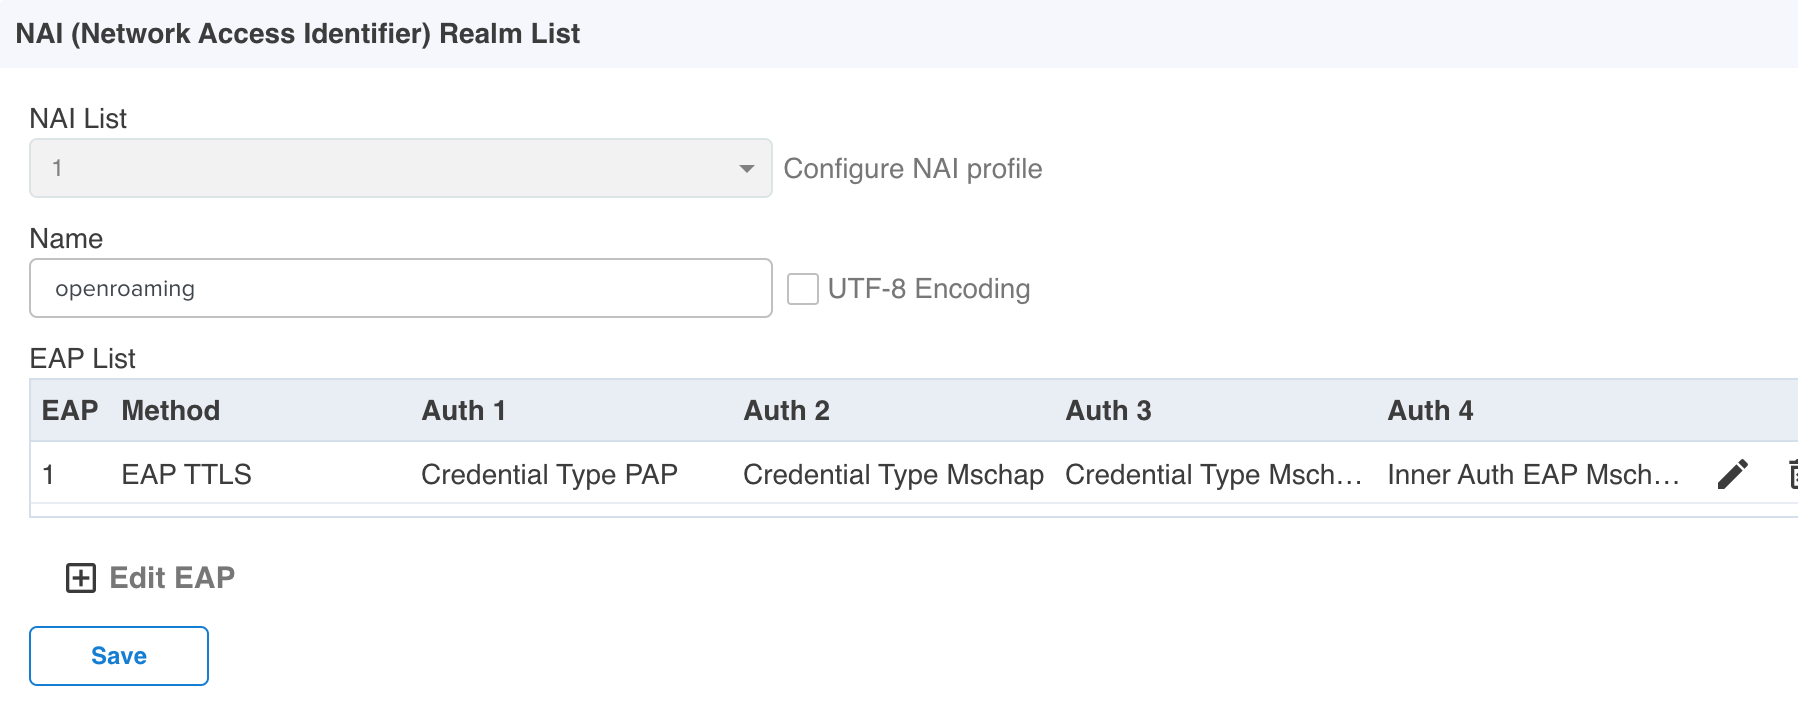 NAI (Network Access Identifier) Realm List
NAI List
1 Configure NAI profile
Name
openroaming UTF-8 Encoding
EAP List
EAP Method Auth 1 Auth 2 Auth 3 Auth 4
1 EAP TTLS Credential Type PAP Credential Type Mschap Credential Type Msch... Inner Auth EAP Msch...
Edit EAP
Save